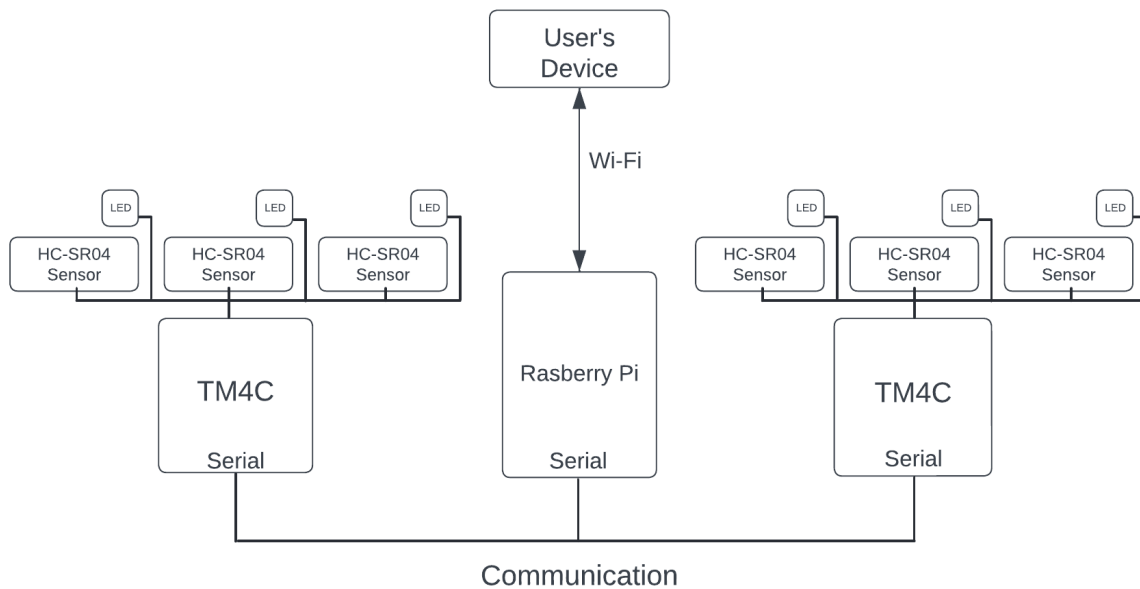 User's
Device
Wi-Fi
LED
LED
LED
LED
LED
LED
HC-SR04
Sensor
HC-SR04
Sensor
HC-SR04
Sensor
HC-SR04
Sensor
HC-SR04
Sensor
HC-SR04
Sensor
TM4C
Serial
Rasberry Pi
Serial
TM4C
Serial
Communication